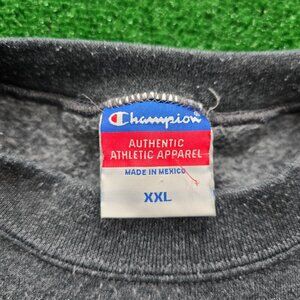 Champion
AUTHENTIC
ATHLETIC APPAREL
MADE IN MEXICO
XXL